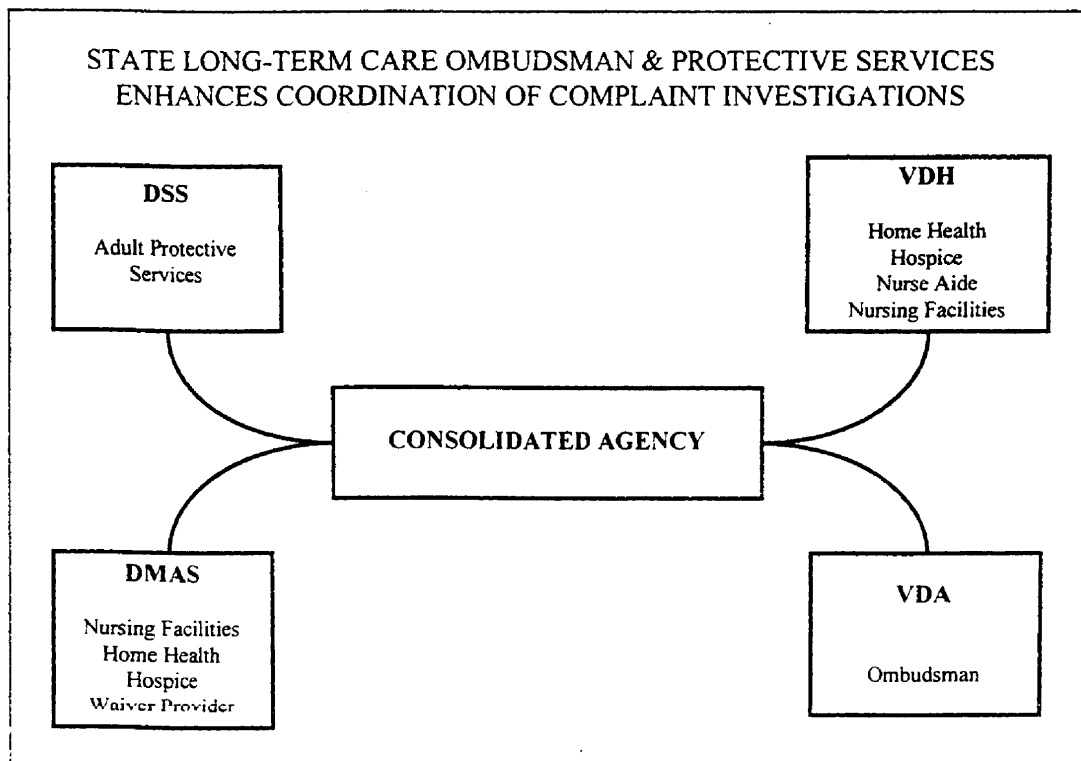 STATE LONG-TERM CARE OMBUDSMAN & PROTECTIVE SERVICES
ENHANCES COORDINATION OF COMPLAINT INVESTIGATIONS
DSS
Adult Protective
Services
VDH
Home Health
Hospice
Nurse Aide
Nursing Facilities
CONSOLIDATED AGENCY
DMAS
Nursing Facilities
Home Health
Hospice
Waiver Provider
VDA
Ombudsman